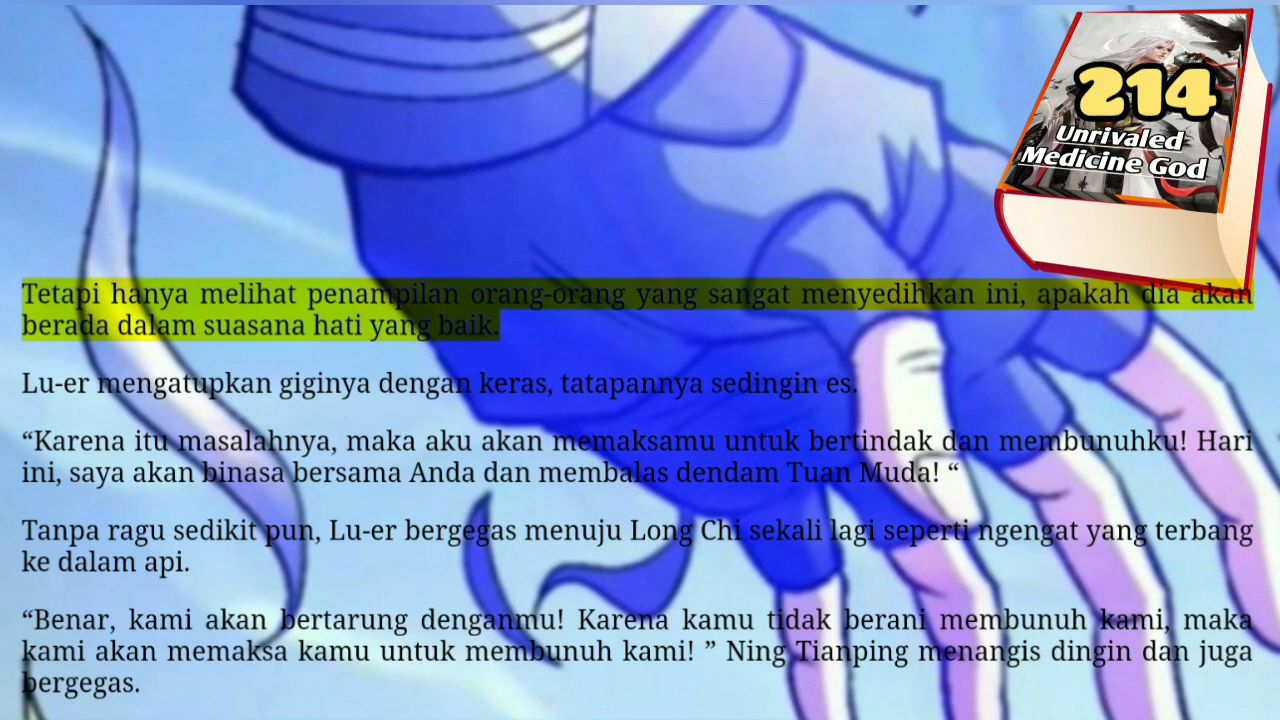 214
Unrivaled
Medicine God
Tetapi hanya melihat penampilan orang-orang yang sangat menyedihkan ini, apakah dia akan
berada dalam suasana hati yang baik.
Lu-er mengatupkan giginya dengan keras, tatapannya sedingin es.
“Karena itu masalahnya, maka aku akan memaksamu untuk bertindak dan membunuhku! Hari
ini, saya akan binasa bersama Anda dan membalas dendam Tuan Muda! “
Tanpa ragu sedikit pun, Lu-er bergegas menuju Long Chi sekali lagi seperti ngengat yang terbang
ke dalam api.
“Benar, kami akan bertarung denganmu! Karena kamu tidak berani membunuh kami, maka
kami akan memaksa kamu untuk membunuh kami! ” Ning Tianping menangis dingin dan juga
bergegas.